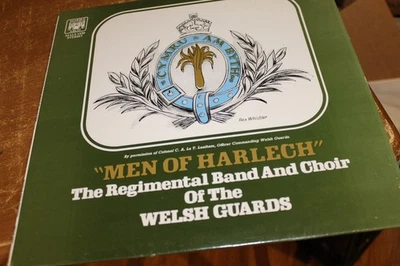 CYMRU · AM · BYTH
Rex Whistler
By permission of Colonel C. R. La T. Leatham, Officer Commanding Welsh Guards
"MEN OF HARLECH"
The Regimental Band And Choir
Of The
WELSH GUARDS